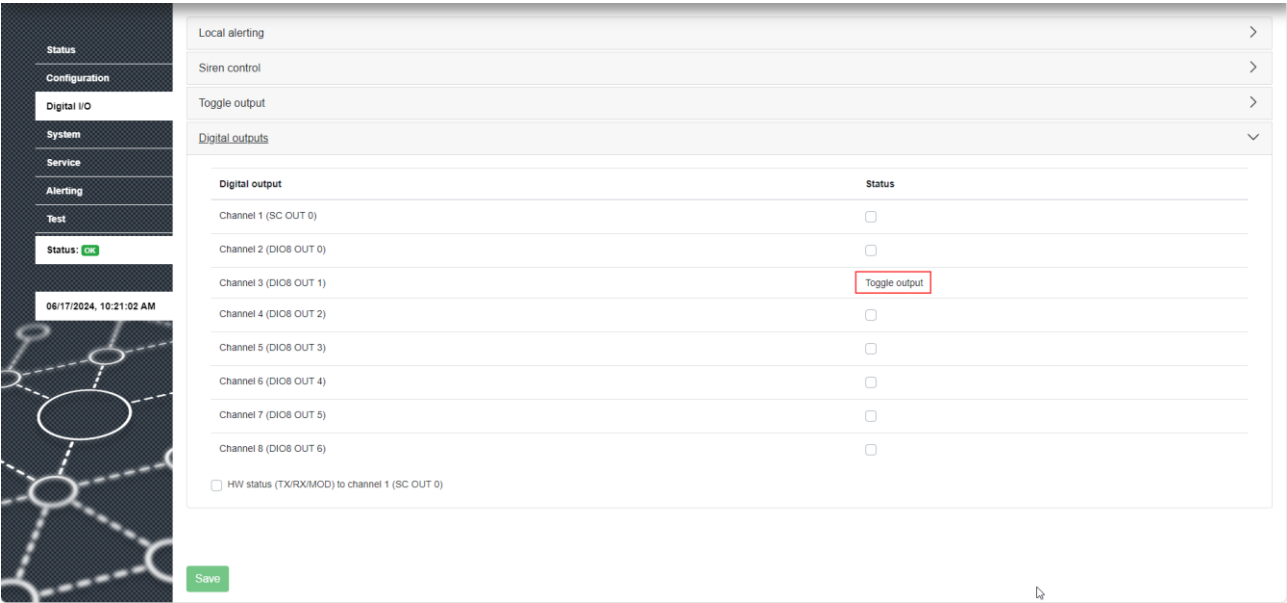 Status
Configuration
Digital I/O
System
Service
Alerting
Test
Status: OK
06/17/2024, 10:21:02 AM
Local alerting
Siren control
Toggle output
Digital outputs
Digital output Status
Channel 1 (SC OUT 0)
Channel 2 (DIO8 OUT 0)
Channel 3 (DIO8 OUT 1) Toggle output
Channel 4 (DIO8 OUT 2)
Channel 5 (DIO8 OUT 3)
Channel 6 (DIO8 OUT 4)
Channel 7 (DIO8 OUT 5)
Channel 8 (DIO8 OUT 6)
HW status (TX/RX/MOD) to channel 1 (SC OUT 0)
Save